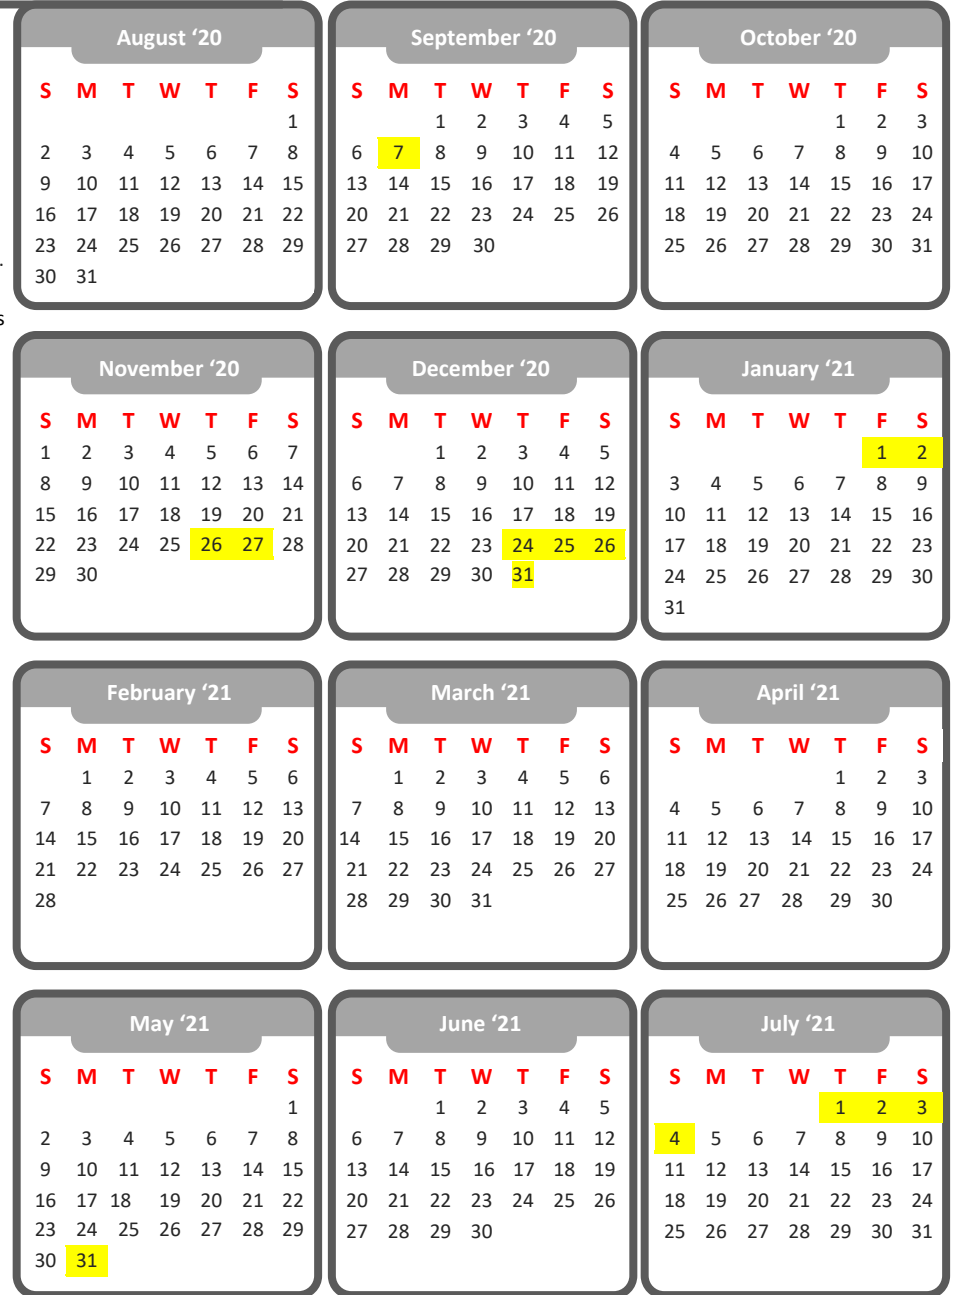 August ‘20
S M T W T F S
1
2 3 4 5 6 7 8
9 10 11 12 13 14 15
16 17 18 19 20 21 22
23 24 25 26 27 28 29
30 31
September ‘20
S M T W T F S
1 2 3 4 5
6 7 8 9 10 11 12
13 14 15 16 17 18 19
20 21 22 23 24 25 26
27 28 29 30
October ‘20
S M T W T F S
1 2 3
4 5 6 7 8 9 10
11 12 13 14 15 16 17
18 19 20 21 22 23 24
25 26 27 28 29 30 31
s
November ‘20
S M T W T F S
1 2 3 4 5 6 7
8 9 10 11 12 13 14
15 16 17 18 19 20 21
22 23 24 25 26 27 28
29 30
December ‘20
S M T W T F S
1 2 3 4 5
6 7 8 9 10 11 12
13 14 15 16 17 18 19
20 21 22 23 24 25 26
27 28 29 30 31
January ‘21
S M T W T F S
1 2
3 4 5 6 7 8 9
10 11 12 13 14 15 16
17 18 19 20 21 22 23
24 25 26 27 28 29 30
31
February ‘21
S M T W T F S
1 2 3 4 5 6
7 8 9 10 11 12 13
14 15 16 17 18 19 20
21 22 23 24 25 26 27
28
March ‘21
S M T W T F S
1 2 3 4 5 6
7 8 9 10 11 12 13
14 15 16 17 18 19 20
21 22 23 24 25 26 27
28 29 30 31
April ‘21
S M T W T F S
1 2 3
4 5 6 7 8 9 10
11 12 13 14 15 16 17
18 19 20 21 22 23 24
25 26 27 28 29 30
May ‘21
S M T W T F S
1
2 3 4 5 6 7 8
9 10 11 12 13 14 15
16 17 18 19 20 21 22
23 24 25 26 27 28 29
30 31
June ‘21
S M T W T F S
1 2 3 4 5
6 7 8 9 10 11 12
13 14 15 16 17 18 19
20 21 22 23 24 25 26
27 28 29 30
July ‘21
S M T W T F S
1 2 3
4 5 6 7 8 9 10
11 12 13 14 15 16 17
18 19 20 21 22 23 24
25 26 27 28 29 30 31